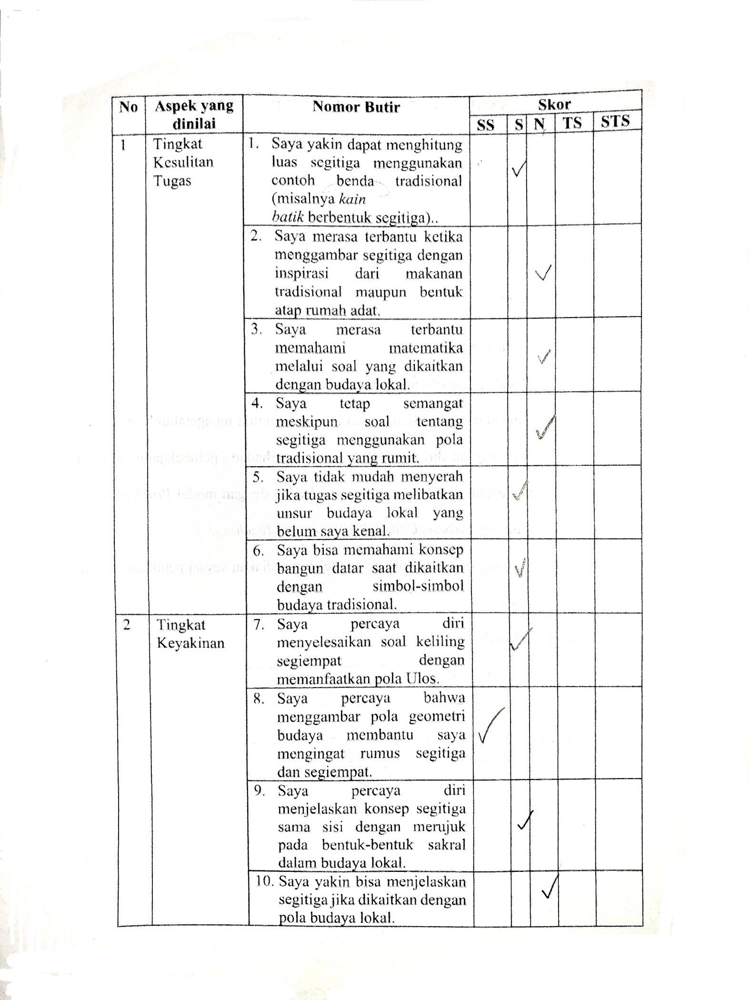 No Aspek yang Nomor Butir Skor
dinilai SS S N TS STS
1 Tingkat 1. Saya yakin dapat menghitung
Kesulitan luas segitiga menggunakan ✓
Tugas contoh benda tradisional
(misalnya kain
batik berbentuk segitiga)..
2. Saya merasa terbantu ketika
menggambar segitiga dengan
inspirasi dari makanan ✓
tradisional maupun bentuk
atap rumah adat.
3. Saya merasa terbantu
memahami matematika ✓
melalui soal yang dikaitkan
dengan budaya lokal.
4. Saya tetap semangat
meskipun soal tentang ✓
segitiga menggunakan pola
tradisional yang rumit.
5. Saya tidak mudah menyerah
jika tugas segitiga melibatkan ✓
unsur budaya lokal yang
belum saya kenal.
6. Saya bisa memahami konsep
bangun datar saat dikaitkan ✓
dengan simbol-simbol
budaya tradisional.
2 Tingkat 7. Saya percaya diri
Keyakinan menyelesaikan soal keliling ✓
segiempat dengan
memanfaatkan pola Ulos.
8. Saya percaya bahwa
menggambar pola geometri
budaya membantu saya ✓
mengingat rumus segitiga
dan segiempat.
9. Saya percaya diri
menjelaskan konsep segitiga
sama sisi dengan merujuk ✓
pada bentuk-bentuk sakral
dalam budaya lokal.
10. Saya yakin bisa menjelaskan
segitiga jika dikaitkan dengan ✓
pola budaya lokal.